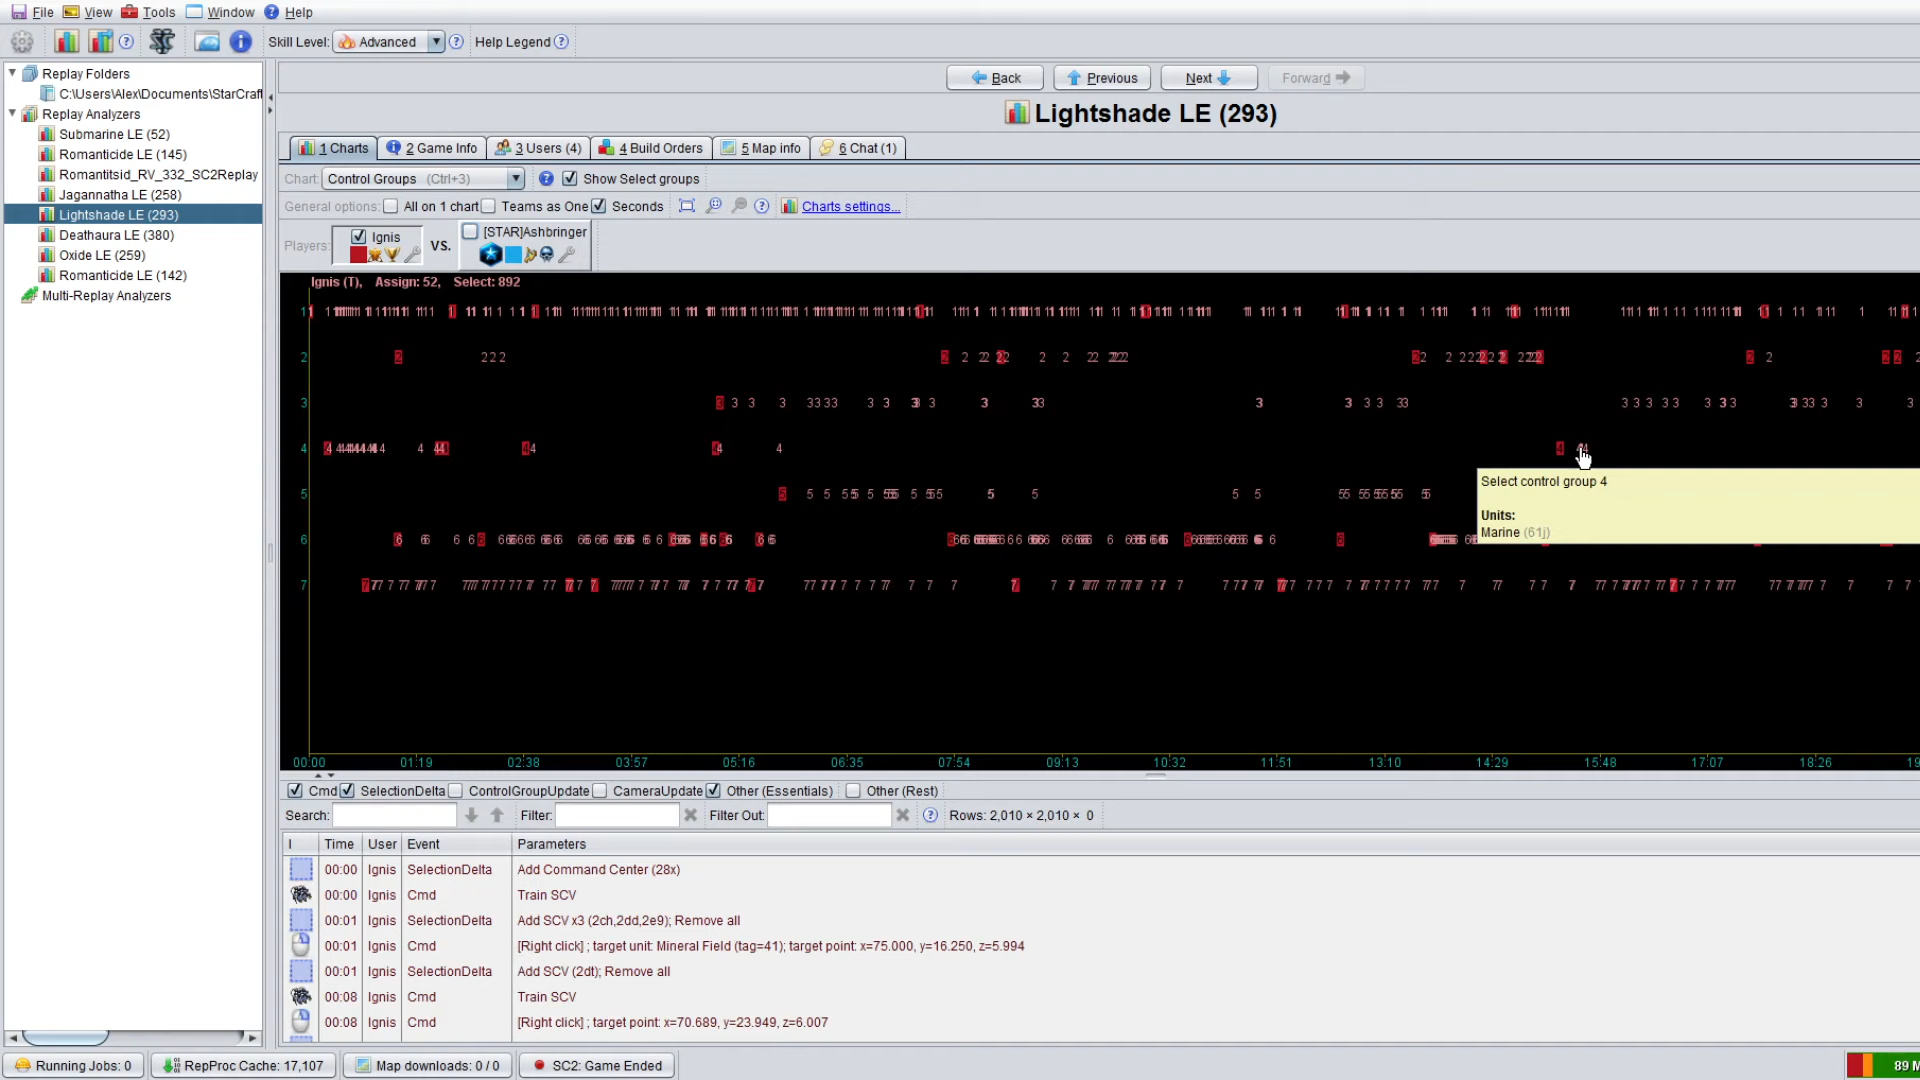 File View Tools Window Help
Skill Level: Advanced Help Legend
Replay Folders
C:\Users\Alex\Documents\StarCraft
Replay Analyzers
Submarine LE (52)
Romanticide LE (145)
Romantitsid_RV_332_SC2Replay
Jagannatha LE (258)
Lightshade LE (293)
Deathaura LE (380)
Oxide LE (259)
Romanticide LE (142)
Multi-Replay Analyzers
Back Previous Next Forward
Lightshade LE (293)
1 Charts 2 Game Info 3 Users (4) 4 Build Orders 5 Map info 6 Chat (1)
Chart: Control Groups (Ctrl+3) Show Select groups
General options: All on 1 chart Teams as One Seconds Charts settings...
Players: Ignis VS. [STAR]Ashbringer
Ignis (T), Assign: 52, Select: 892
1
2
3
4
5
6
7
Select control group 4
Units:
Marine (61j)
00:00 01:19 02:38 03:57 05:16 06:35 07:54 09:13 10:32 11:51 13:10 14:29 15:48 17:07 18:26 19
Cmd SelectionDelta ControlGroupUpdate CameraUpdate Other (Essentials) Other (Rest)
Search: Filter: Filter Out: Rows: 2,010 × 2,010 × 0
I Time User Event Parameters
00:00 Ignis SelectionDelta Add Command Center (28x)
00:00 Ignis Cmd Train SCV
00:01 Ignis SelectionDelta Add SCV x3 (2ch,2dd,2e9); Remove all
00:01 Ignis Cmd [Right click] ; target unit: Mineral Field (tag=41); target point: x=75.000, y=16.250, z=5.994
00:01 Ignis SelectionDelta Add SCV (2dt); Remove all
00:08 Ignis Cmd Train SCV
00:08 Ignis Cmd [Right click] ; target point: x=70.689, y=23.949, z=6.007
Running Jobs: 0 RepProc Cache: 17,107 Map downloads: 0 / 0 SC2: Game Ended 89 M